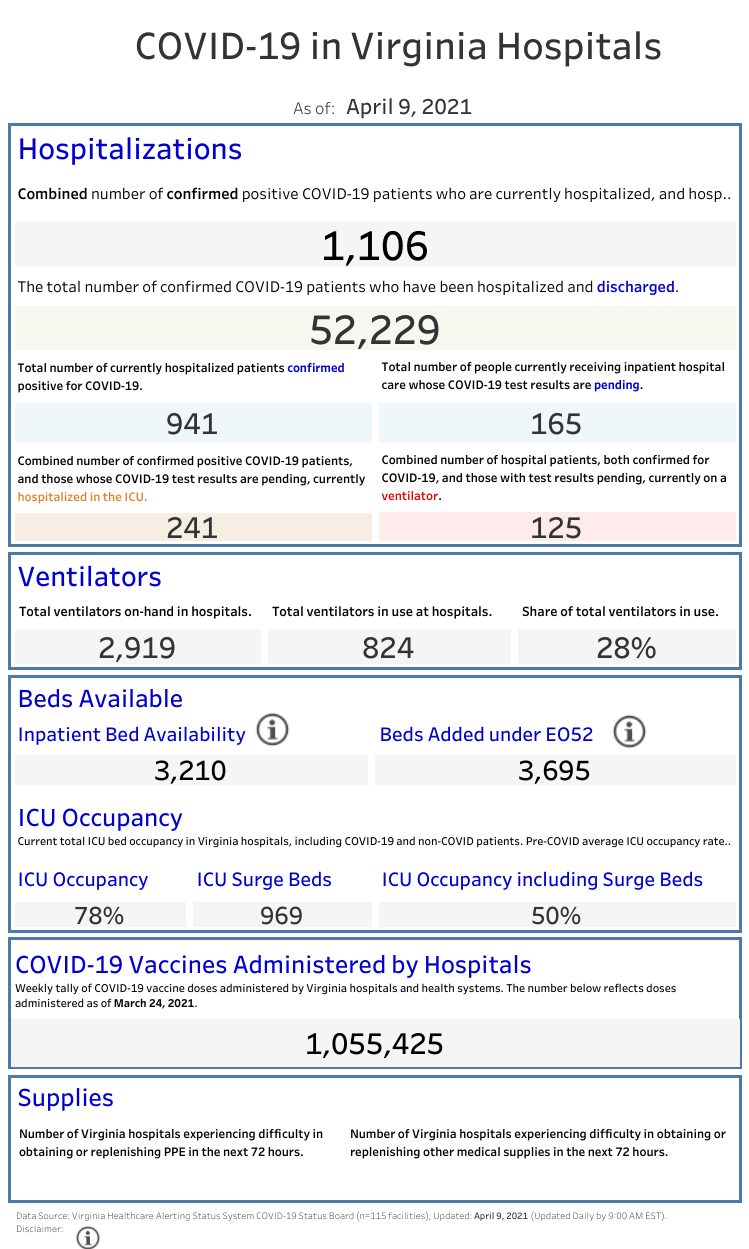 COVID-19 in Virginia Hospitals
As of: April 9, 2021
Hospitalizations
Combined number of confirmed positive COVID-19 patients who are currently hospitalized, and hosp..
1,106
The total number of confirmed COVID-19 patients who have been hospitalized and discharged.
52,229
Total number of currently hospitalized patients confirmed
positive for COVID-19.
941
Total number of people currently receiving inpatient hospital
care whose COVID-19 test results are pending.
165
Combined number of confirmed positive COVID-19 patients,
and those whose COVID-19 test results are pending, currently
hospitalized in the ICU.
241
Combined number of hospital patients, both confirmed for
COVID-19, and those with test results pending, currently on a
ventilator.
125
Ventilators
Total ventilators on-hand in hospitals.
2,919
Total ventilators in use at hospitals.
824
Share of total ventilators in use.
28%
Beds Available
Inpatient Bed Availability
3,210
Beds Added under EO52
3,695
ICU Occupancy
Current total ICU bed occupancy in Virginia hospitals, including COVID-19 and non-COVID patients. Pre-COVID average ICU occupancy rate..
ICU Occupancy
78%
ICU Surge Beds
969
ICU Occupancy including Surge Beds
50%
COVID-19 Vaccines Administered by Hospitals
Weekly tally of COVID-19 vaccine doses administered by Virginia hospitals and health systems. The number below reflects doses
administered as of March 24, 2021.
1,055,425
Supplies
Number of Virginia hospitals experiencing difficulty in
obtaining or replenishing PPE in the next 72 hours.
Number of Virginia hospitals experiencing difficulty in obtaining or
replenishing other medical supplies in the next 72 hours.
Data Source: Virginia Healthcare Alerting Status System COVID-19 Status Board (n=115 facilities); Updated: April 9, 2021 (Updated Daily by 9:00 AM EST).
Disclaimer: